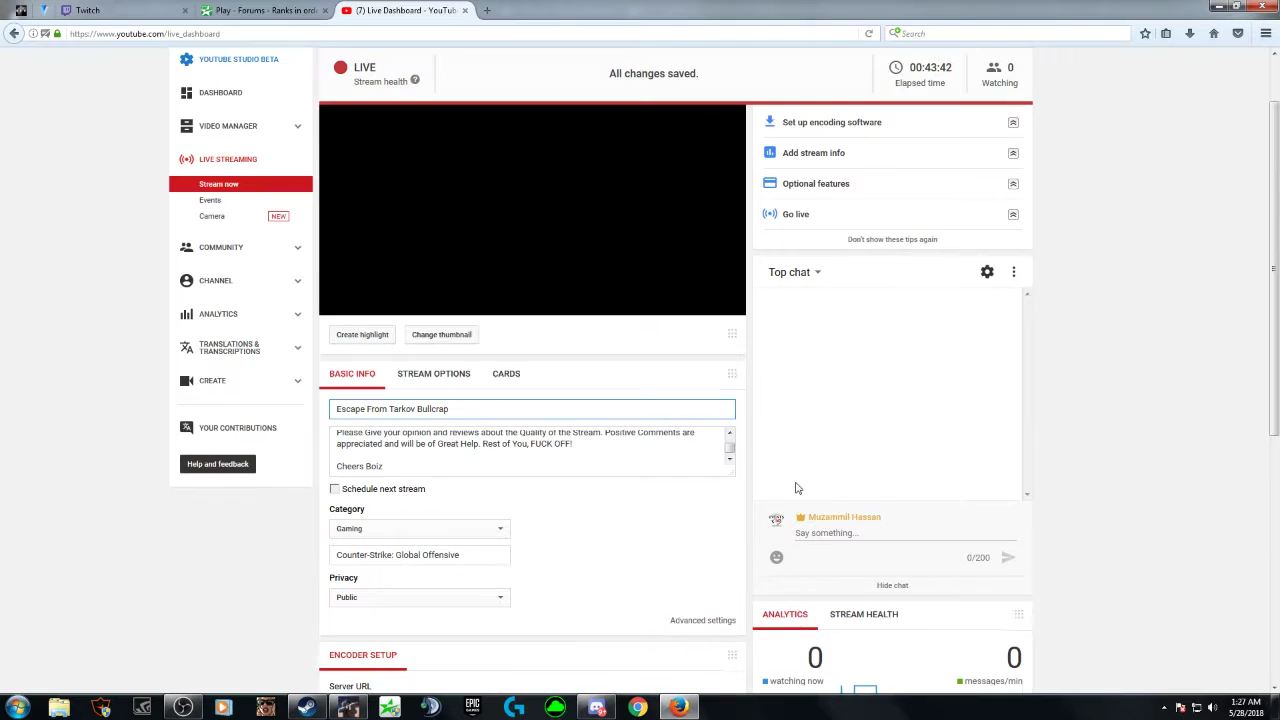 Twitch
Play - Forums - Ranks in orde
(7) Live Dashboard - YouTube
https://www.youtube.com/live_dashboard
Search
YOUTUBE STUDIO BETA
DASHBOARD
VIDEO MANAGER
LIVE STREAMING
Stream now
Events
Camera
NEW
COMMUNITY
CHANNEL
ANALYTICS
TRANSLATIONS &
TRANSCRIPTIONS
CREATE
YOUR CONTRIBUTIONS
Help and feedback
LIVE
Stream health
All changes saved.
00:43:42
Elapsed time
0
Watching
Create highlight
Change thumbnail
BASIC INFO
STREAM OPTIONS
CARDS
Escape From Tarkov Bullcrap
Please Give your opinion and reviews about the Quality of the Stream. Positive Comments are
appreciated and will be of Great Help. Rest of You, FUCK OFF!
Cheers Boiz
Schedule next stream
Category
Gaming
Counter-Strike: Global Offensive
Privacy
Public
Advanced settings
ENCODER SETUP
Server URL
Set up encoding software
Add stream info
Optional features
Go live
Don't show these tips again
Top chat
Muzammil Hassan
Say something...
0/200
Hide chat
ANALYTICS
STREAM HEALTH
0
watching now
0
messages/min
EPIC
GAMES
1:27 AM
5/28/2018